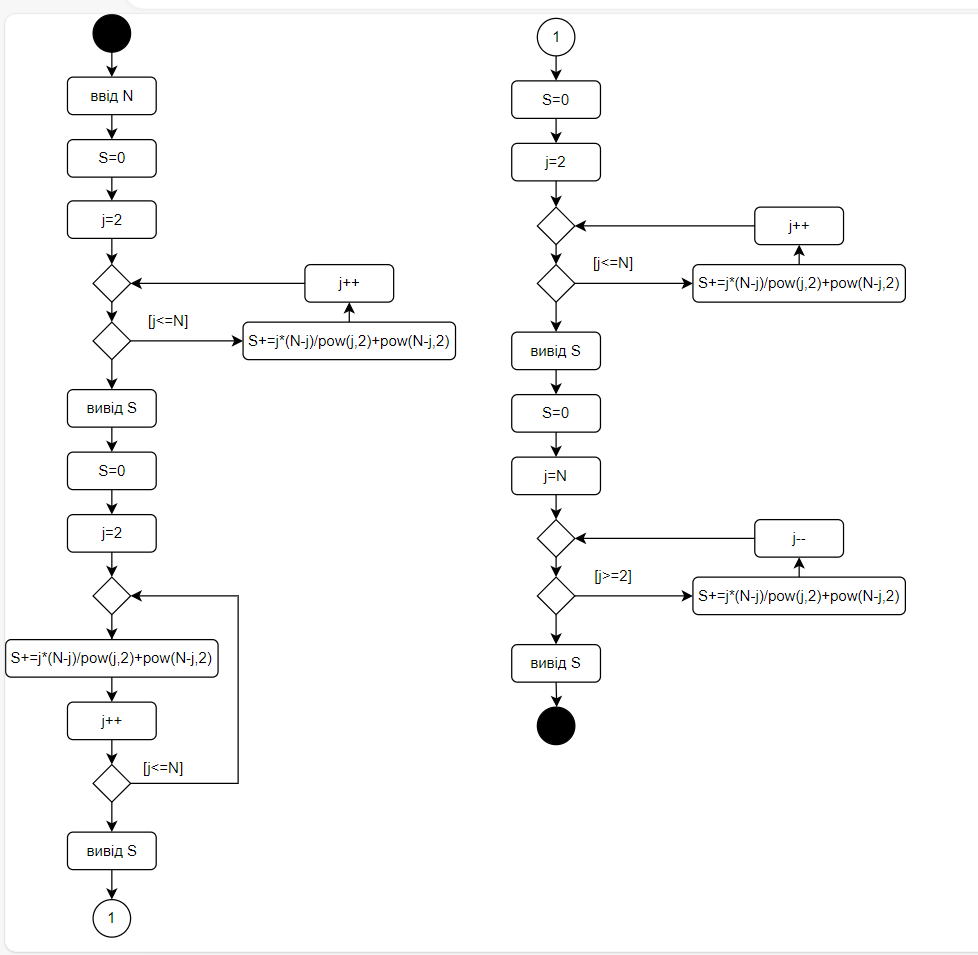 ввід N
S=0
j=2
j++
[j<=N]
S+=j*(N-j)/pow(j,2)+pow(N-j,2)
вивід S
S=0
j=2
S+=j*(N-j)/pow(j,2)+pow(N-j,2)
j++
[j<=N]
вивід S
1
1
S=0
j=2
j++
[j<=N]
S+=j*(N-j)/pow(j,2)+pow(N-j,2)
вивід S
S=0
j=N
j--
[j>=2]
S+=j*(N-j)/pow(j,2)+pow(N-j,2)
вивід S